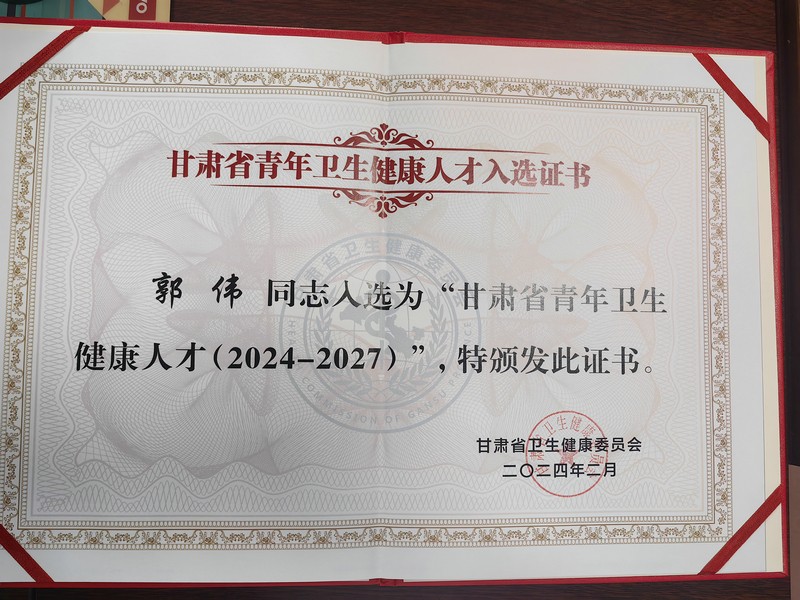 甘肃省青年卫生健康人才入选证书
郭 伟 同志入选为“甘肃省青年卫生
健康人才（2024-2027）”，特颁发此证书。
甘肃省卫生健康委员会
二〇二四年二月